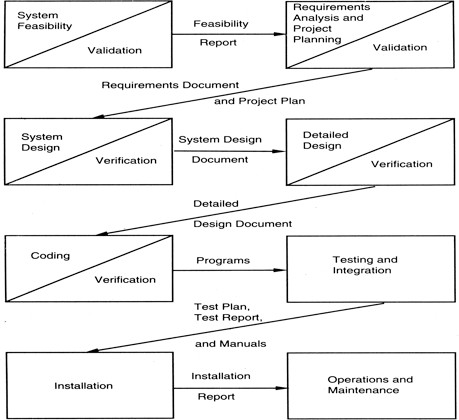 System
Feasibility
Validation
Feasibility
Report
Requirements
Analysis and
Project
Planning
Validation
Requirements Document
and Project Plan
System
Design
Verification
System Design
Document
Detailed
Design
Verification
Detailed
Design Document
Coding
Verification
Programs
Testing and
Integration
Test Plan,
Test Report,
and Manuals
Installation
Installation
Report
Operations and
Maintenance